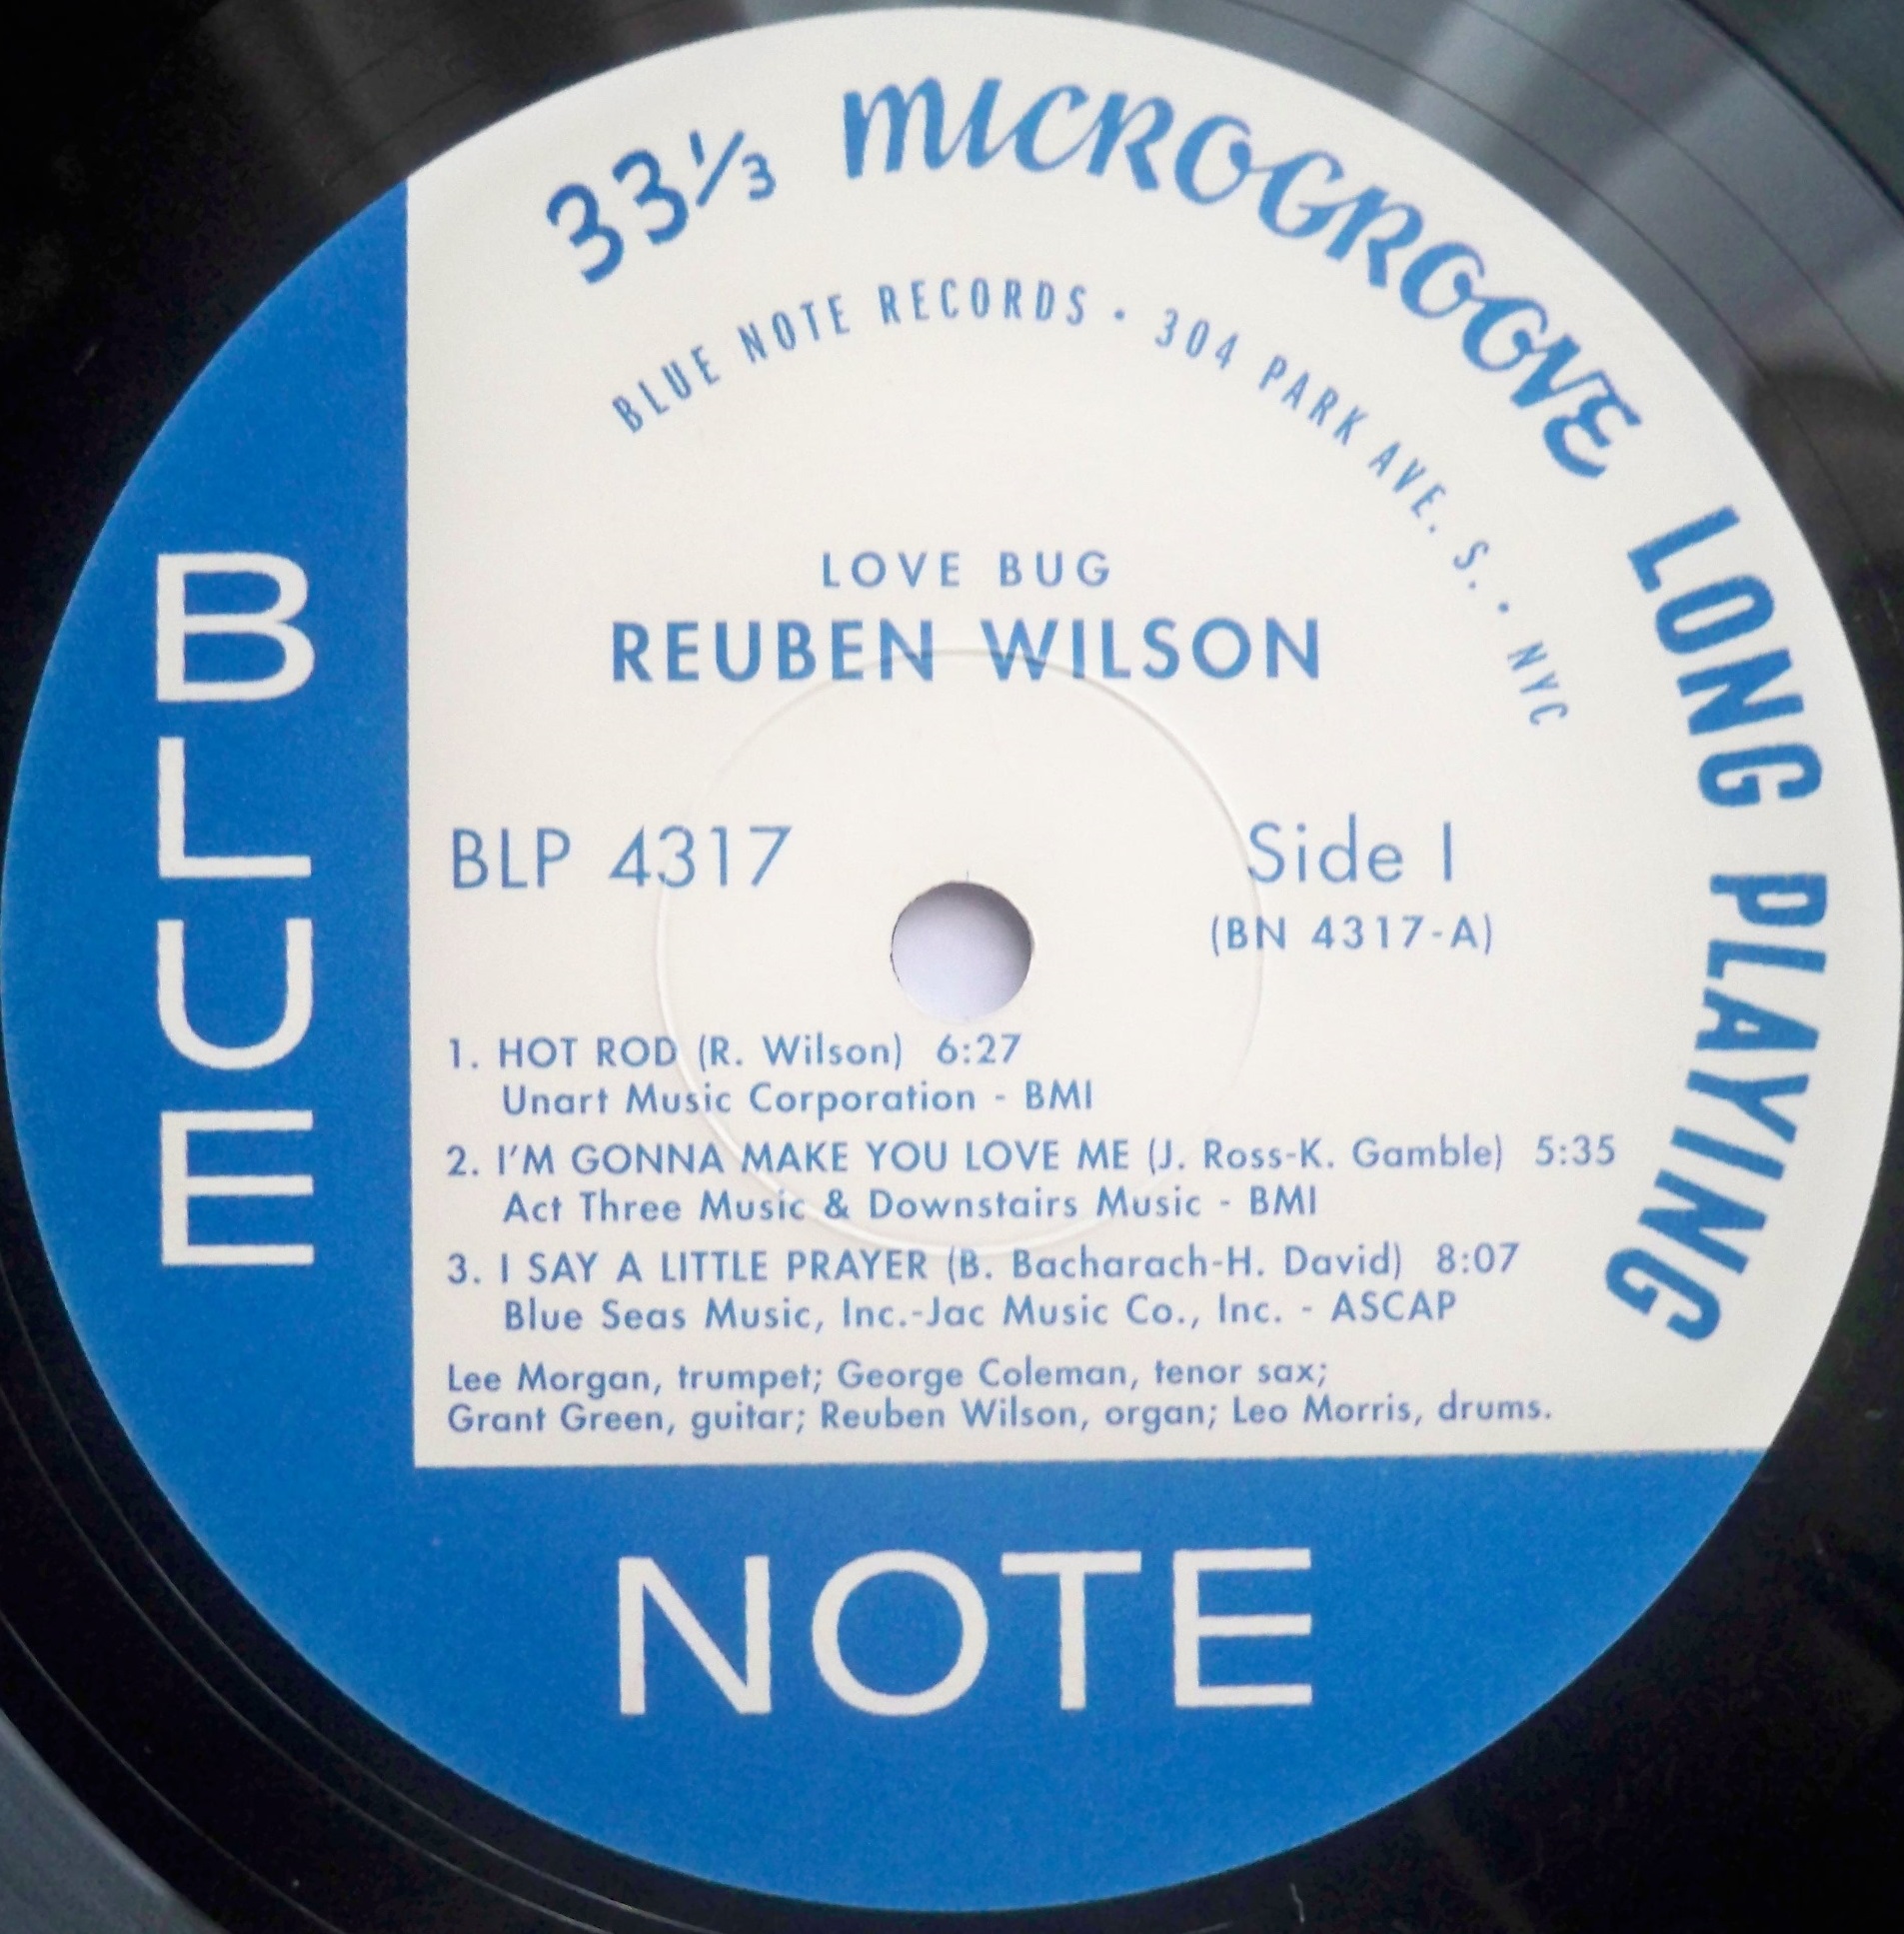 33⅓ MICROGROOVE LONG PLAYING
BLUE NOTE RECORDS · 304 PARK AVE. S. · NYC
LOVE BUG
REUBEN WILSON
BLP 4317
Side 1
(BN 4317-A)
1. HOT ROD (R. Wilson) 6:27
Unart Music Corporation - BMI
2. I'M GONNA MAKE YOU LOVE ME (J. Ross-K. Gamble) 5:35
Act Three Music & Downstairs Music - BMI
3. I SAY A LITTLE PRAYER (B. Bacharach-H. David) 8:07
Blue Seas Music, Inc.-Jac Music Co., Inc. - ASCAP
Lee Morgan, trumpet; George Coleman, tenor sax;
Grant Green, guitar; Reuben Wilson, organ; Leo Morris, drums.
BLUE
NOTE